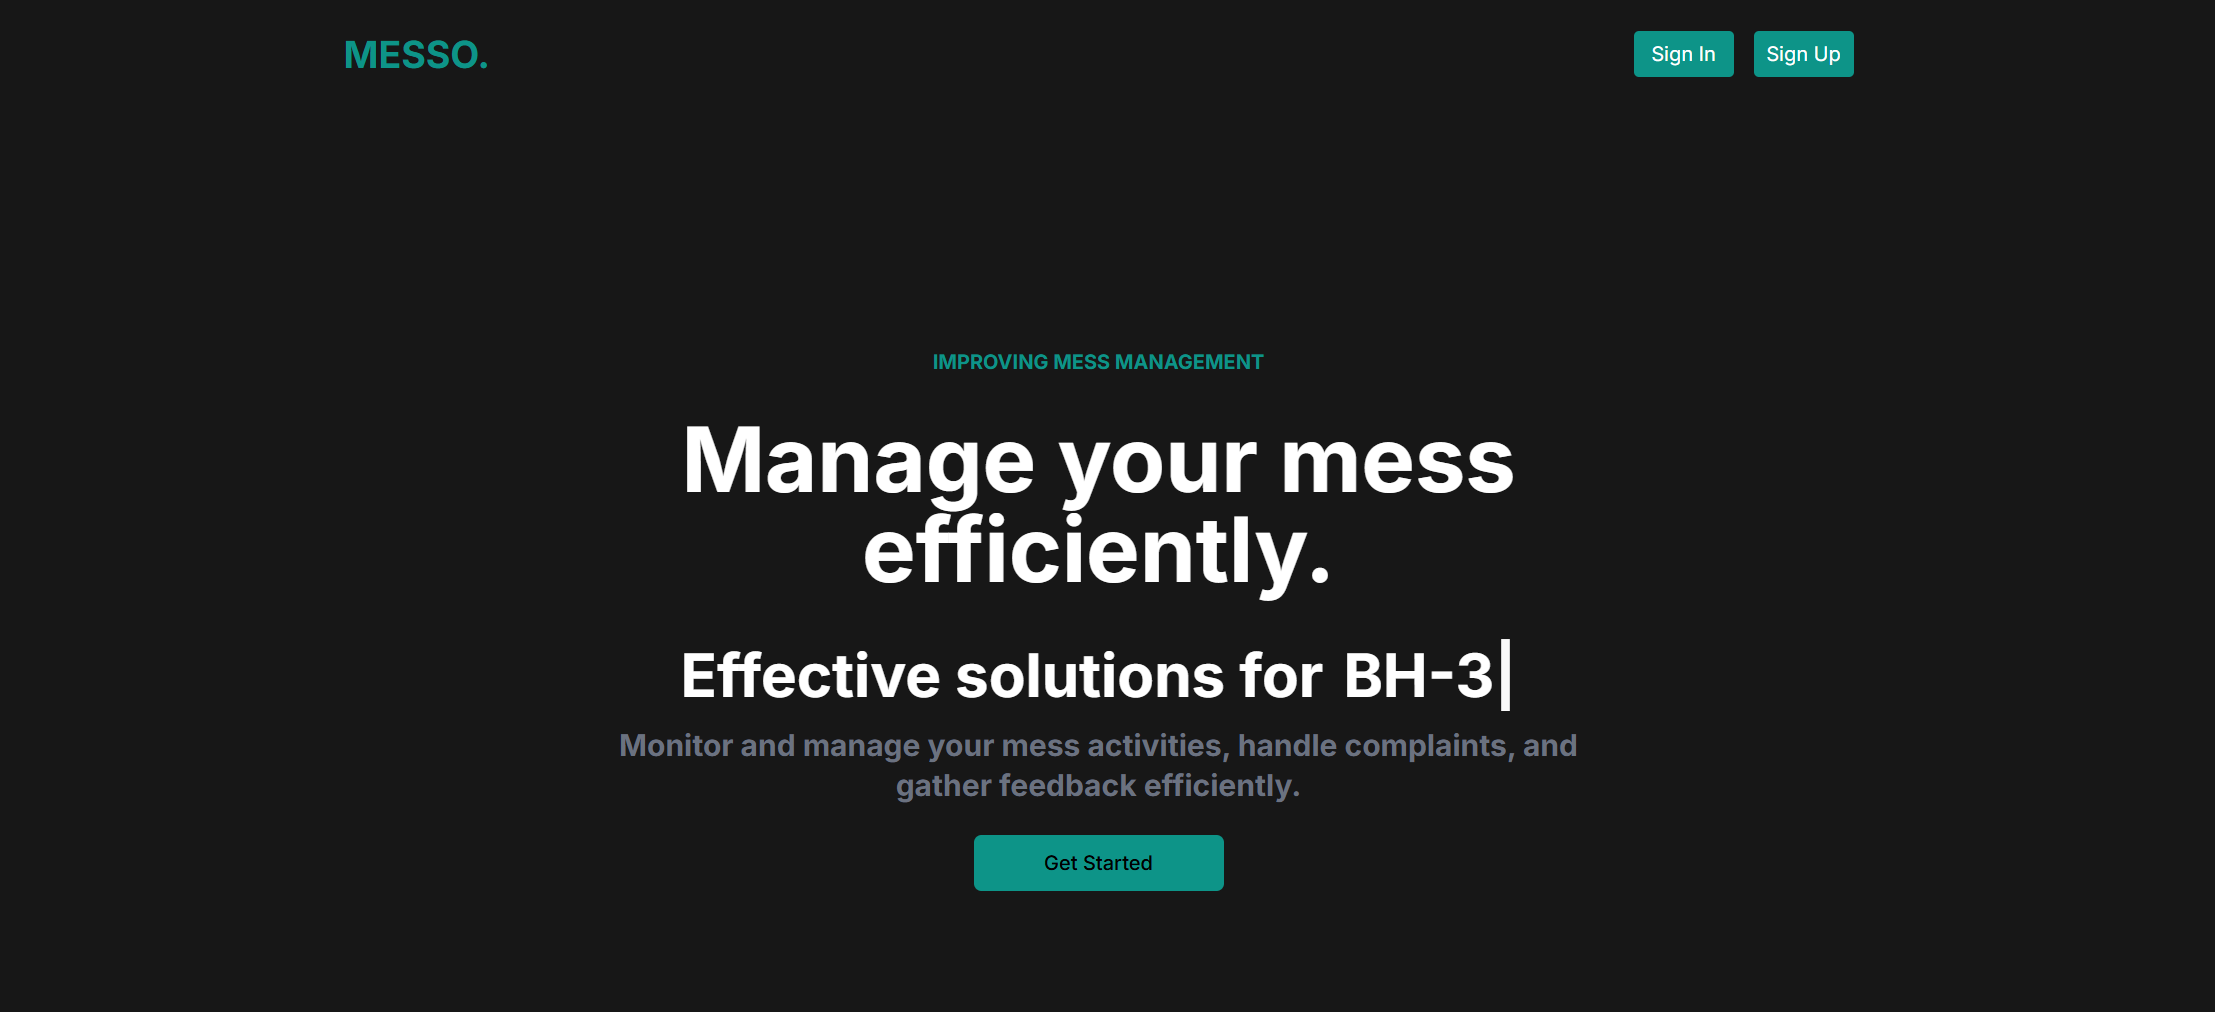 MESSO.
Sign In
Sign Up
IMPROVING MESS MANAGEMENT
Manage your mess
efficiently.
Effective solutions for BH-3|
Monitor and manage your mess activities, handle complaints, and
gather feedback efficiently.
Get Started